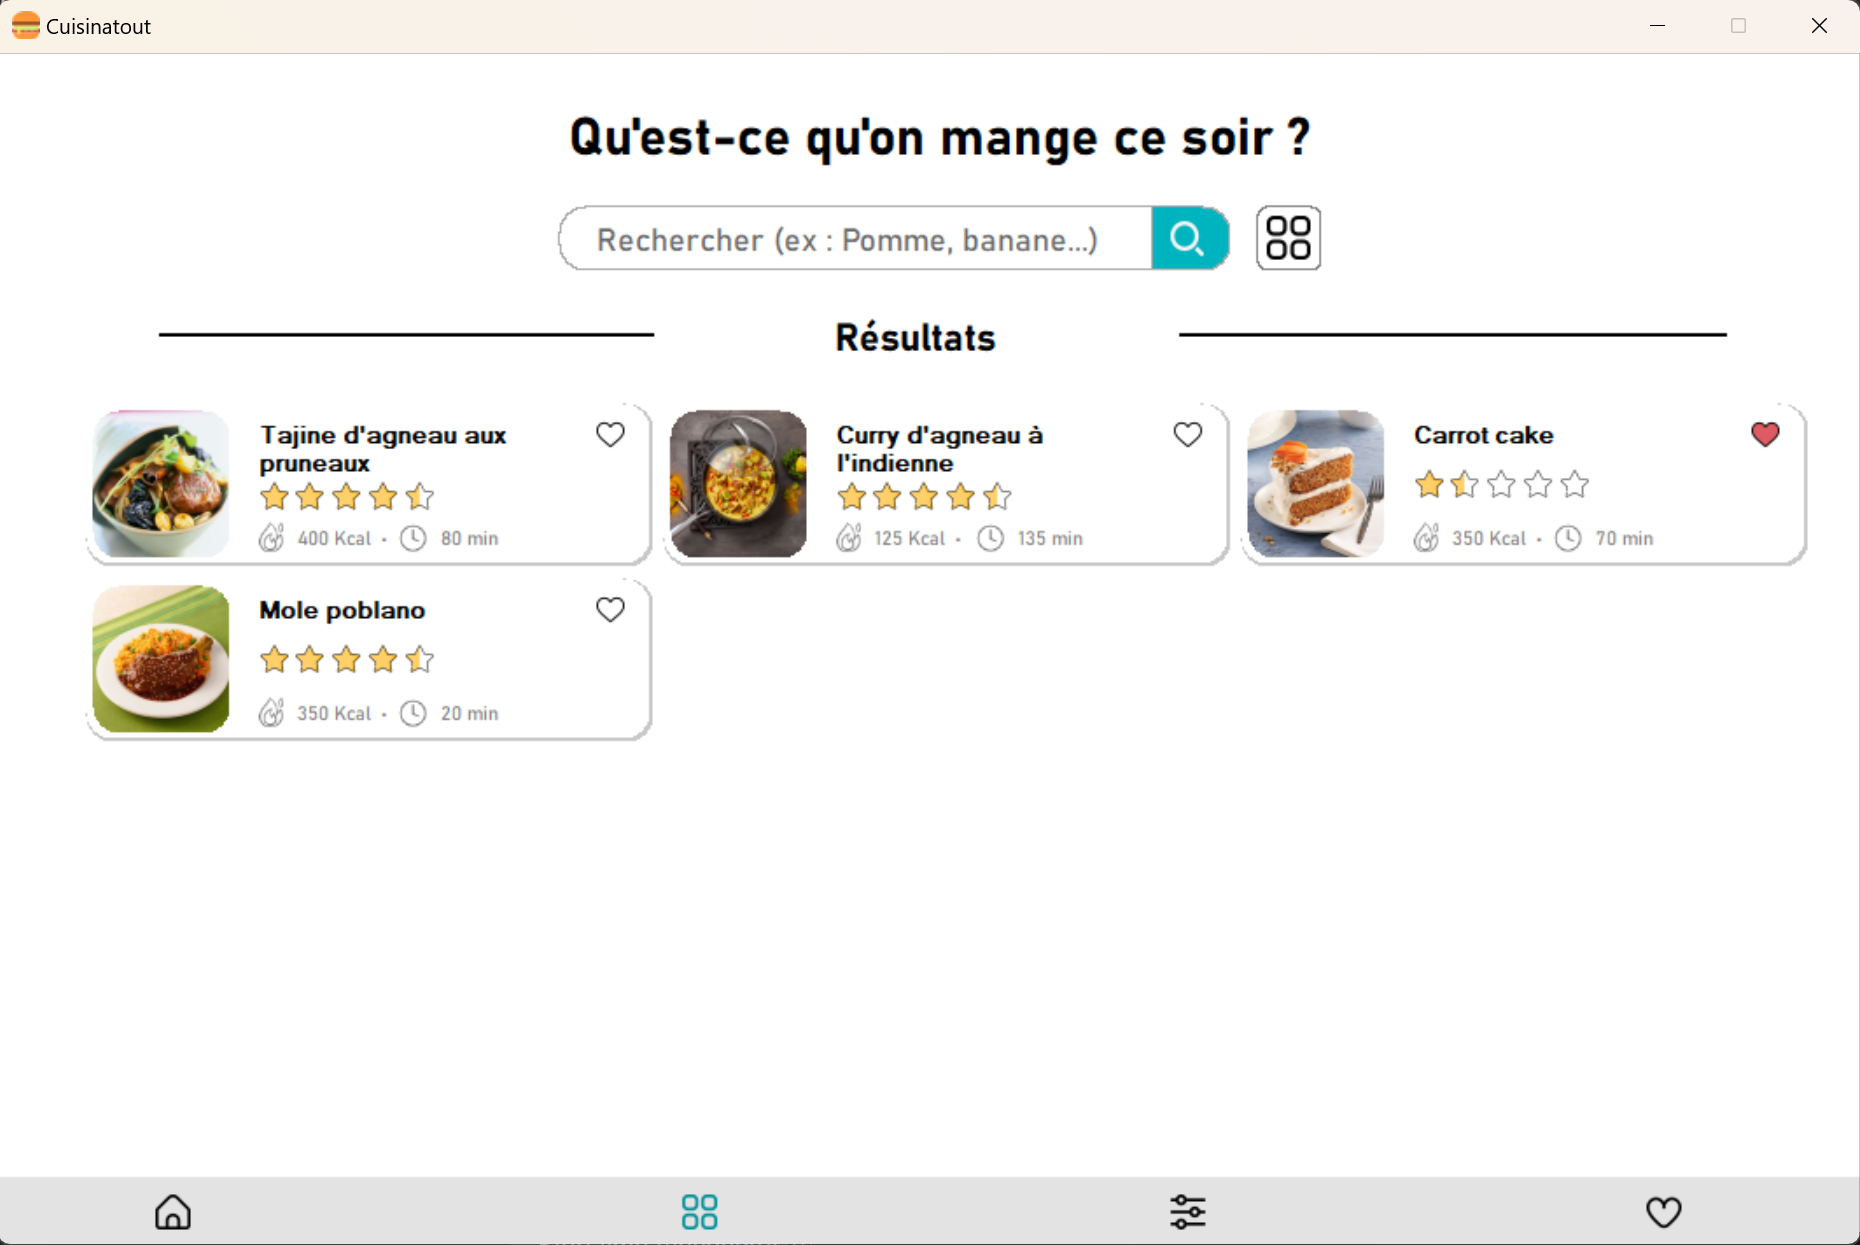 Cuisinatout
Qu'est-ce qu'on mange ce soir ?
Rechercher (ex : Pomme, banane...)
Résultats
Tajine d'agneau aux
pruneaux
400 Kcal • 80 min
Curry d'agneau à
l'indienne
125 Kcal • 135 min
Carrot cake
350 Kcal • 70 min
Mole poblano
350 Kcal • 20 min